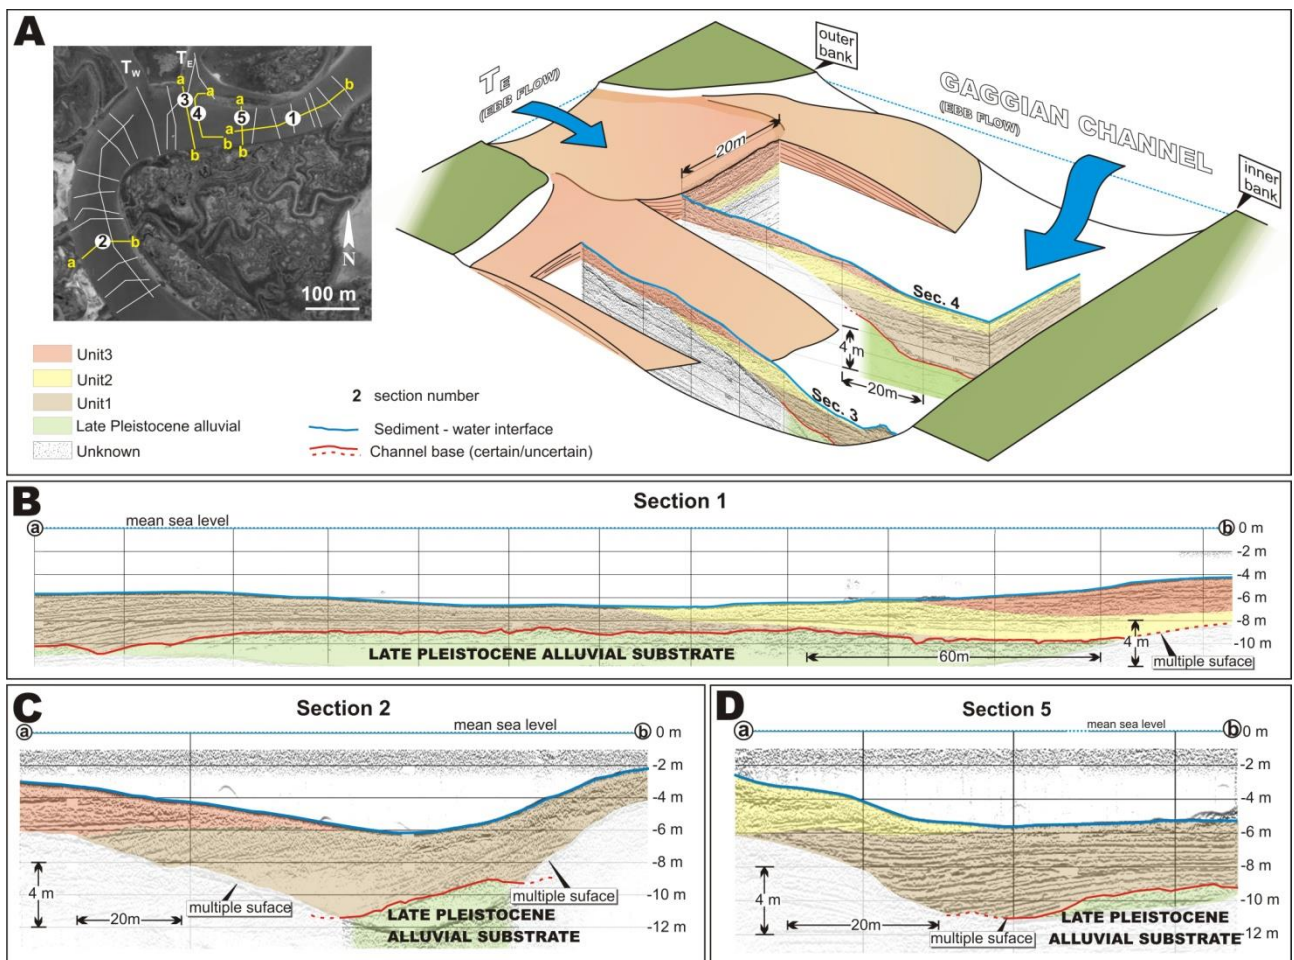 A
T_W
T_E
a
a
b
3
4
a
5
a
1
b
b
b
2
b
a
N
100 m
T_E
(EBB FLOW)
outer
bank
GAGGIAN CHANNEL
(EBB FLOW)
inner
bank
20m
Sec. 4
4 m
20m
Sec. 3
Unit3
Unit2
Unit1
Late Pleistocene alluvial
Unknown
2 section number
Sediment - water interface
Channel base (certain/uncertain)
B
Section 1
a
mean sea level
b
0 m
-2 m
-4 m
-6 m
-8 m
-10 m
4 m
LATE PLEISTOCENE ALLUVIAL SUBSTRATE
60m
multiple suface
C
Section 2
a
mean sea level
b
0 m
-2 m
-4 m
-6 m
-8 m
-10 m
-12 m
4 m
20m
multiple suface
multiple suface
LATE PLEISTOCENE
ALLUVIAL SUBSTRATE
D
Section 5
a
mean sea level
b
0 m
-2 m
-4 m
-6 m
-8 m
-10 m
-12 m
4 m
20m
multiple suface
LATE PLEISTOCENE
ALLUVIAL SUBSTRATE